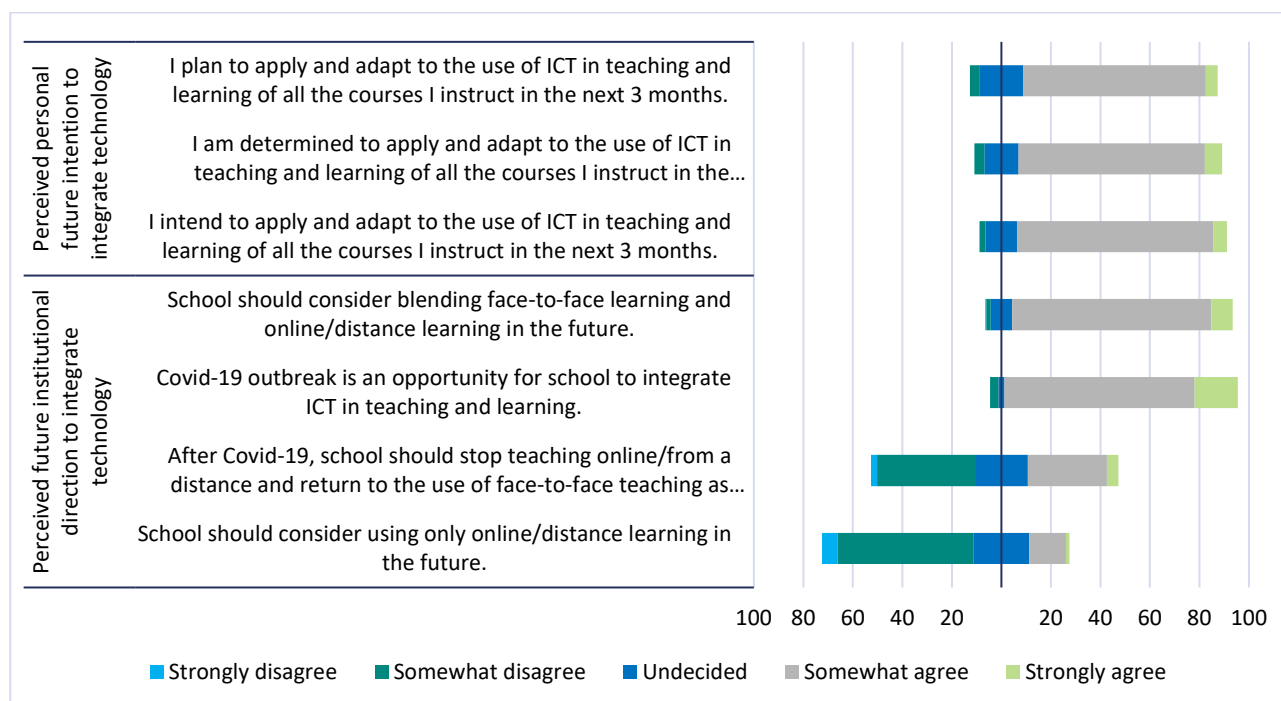 Perceived personal
future intention to
integrate technology
I plan to apply and adapt to the use of ICT in teaching and
learning of all the courses I instruct in the next 3 months.
I am determined to apply and adapt to the use of ICT in
teaching and learning of all the courses I instruct in the…
I intend to apply and adapt to the use of ICT in teaching and
learning of all the courses I instruct in the next 3 months.
Perceived future institutional
direction to integrate
technology
School should consider blending face-to-face learning and
online/distance learning in the future.
Covid-19 outbreak is an opportunity for school to integrate
ICT in teaching and learning.
After Covid-19, school should stop teaching online/from a
distance and return to the use of face-to-face teaching as…
School should consider using only online/distance learning in
the future.
100 80 60 40 20 20 40 60 80 100
Strongly disagree Somewhat disagree Undecided Somewhat agree Strongly agree